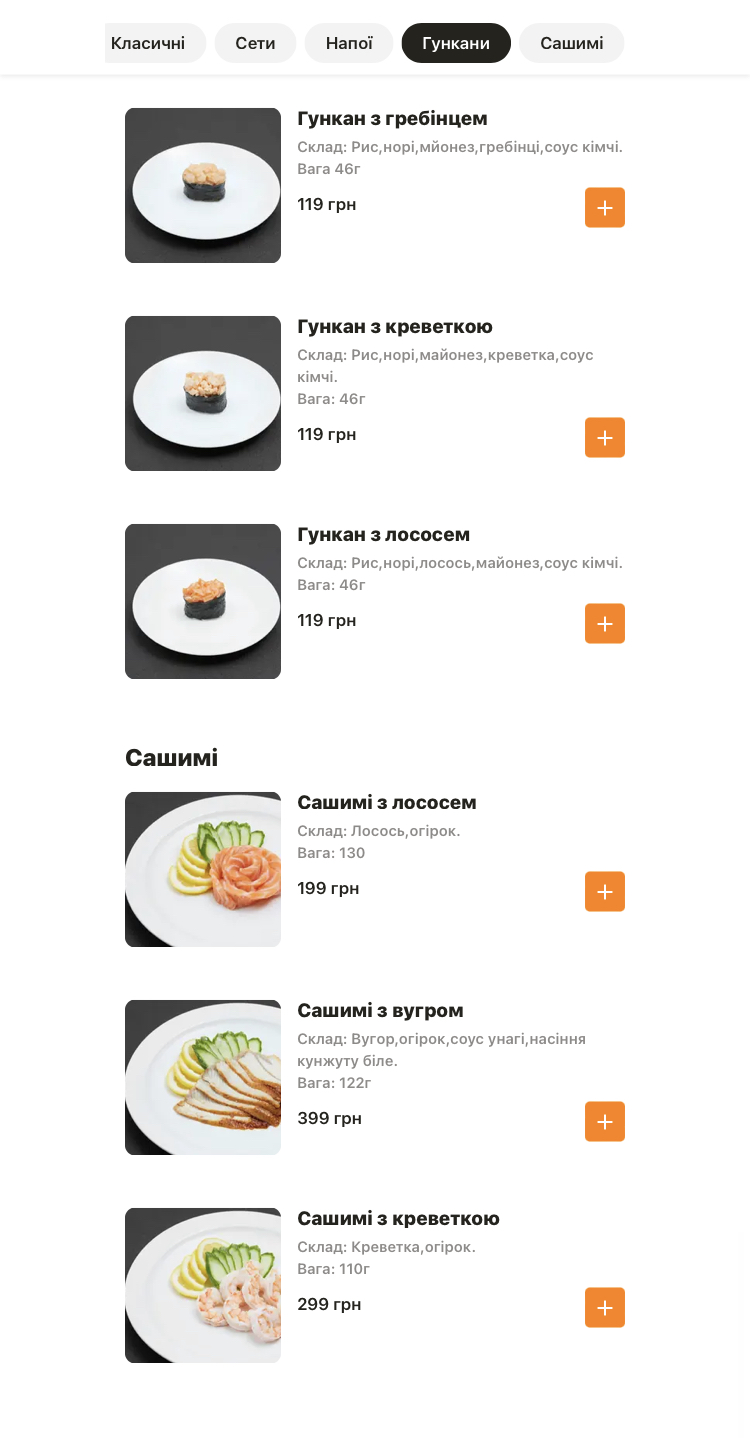 Класичні
Сети
Напої
Гункани
Сашимі
Гункан з гребінцем
Склад: Рис,норі,мйонез,гребінці,соус кімчі.
Вага 46г
119 грн
Гункан з креветкою
Склад: Рис,норі,майонез,креветка,соус
кімчі.
Вага: 46г
119 грн
Гункан з лососем
Склад: Рис,норі,лосось,майонез,соус кімчі.
Вага: 46г
119 грн
Сашимі
Сашимі з лососем
Склад: Лосось,огірок.
Вага: 130
199 грн
Сашимі з вугром
Склад: Вугор,огірок,соус унагі,насіння
кунжуту біле.
Вага: 122г
399 грн
Сашимі з креветкою
Склад: Креветка,огірок.
Вага: 110г
299 грн